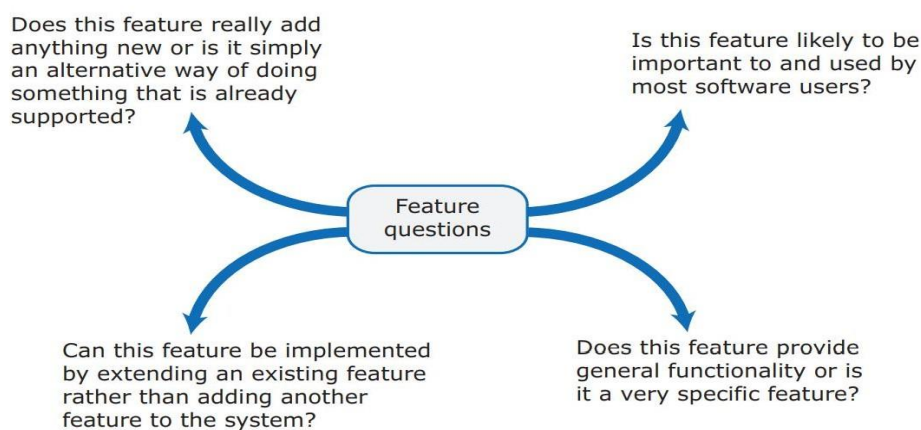 Does this feature really add
anything new or is it simply
an alternative way of doing
something that is already
supported?
Is this feature likely to be
important to and used by
most software users?
Feature
questions
Can this feature be implemented
by extending an existing feature
rather than adding another
feature to the system?
Does this feature provide
general functionality or is
it a very specific feature?